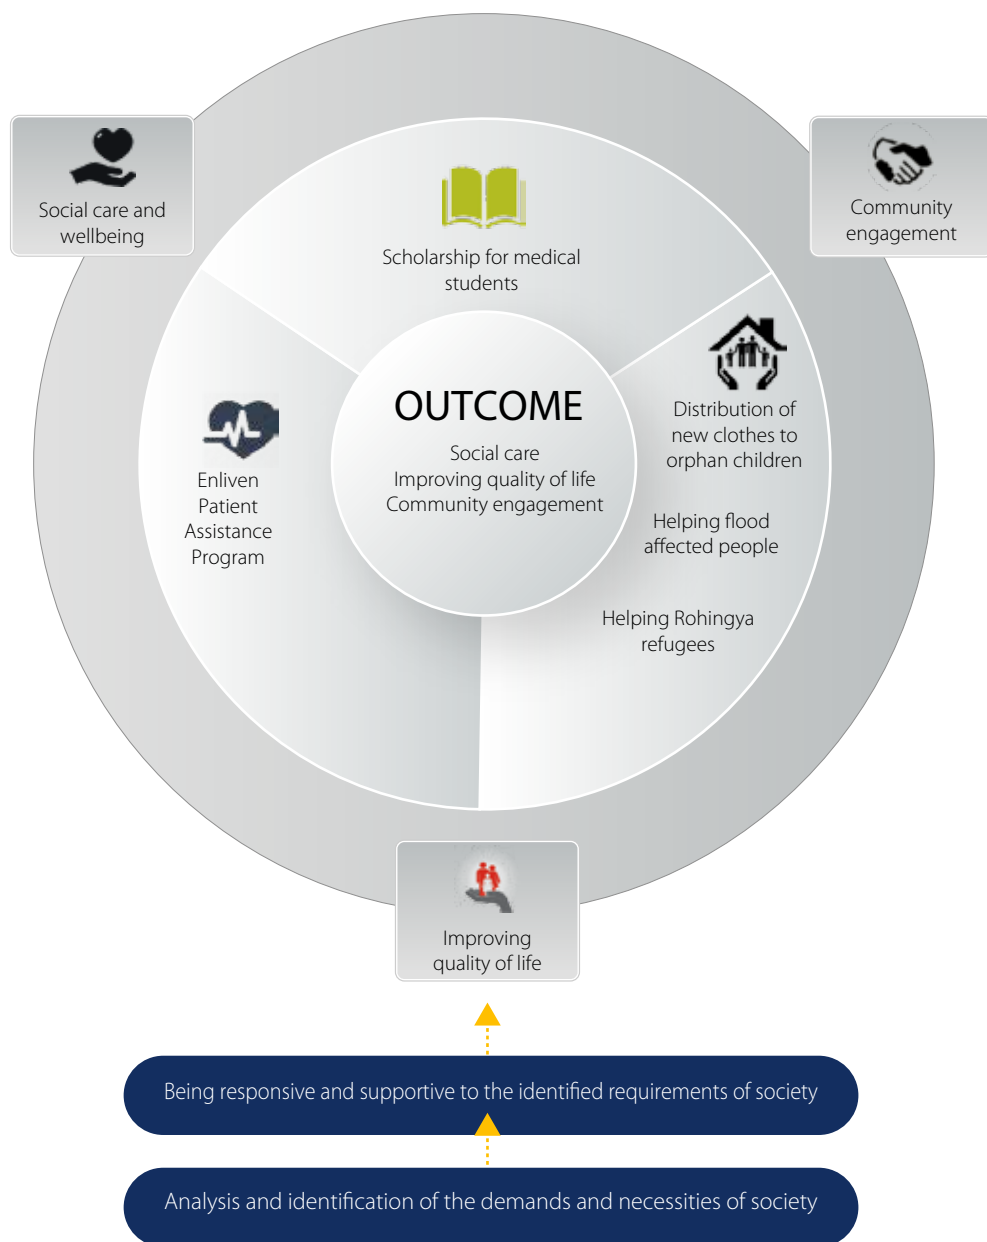 Social care and
wellbeing
Community
engagement
Scholarship for medical
students
OUTCOME
Social care
Improving quality of life
Community engagement
Distribution of
new clothes to
orphan children
Helping flood
affected people
Helping Rohingya
refugees
Enliven
Patient
Assistance
Program
Improving
quality of life
Being responsive and supportive to the identified requirements of society
Analysis and identification of the demands and necessities of society